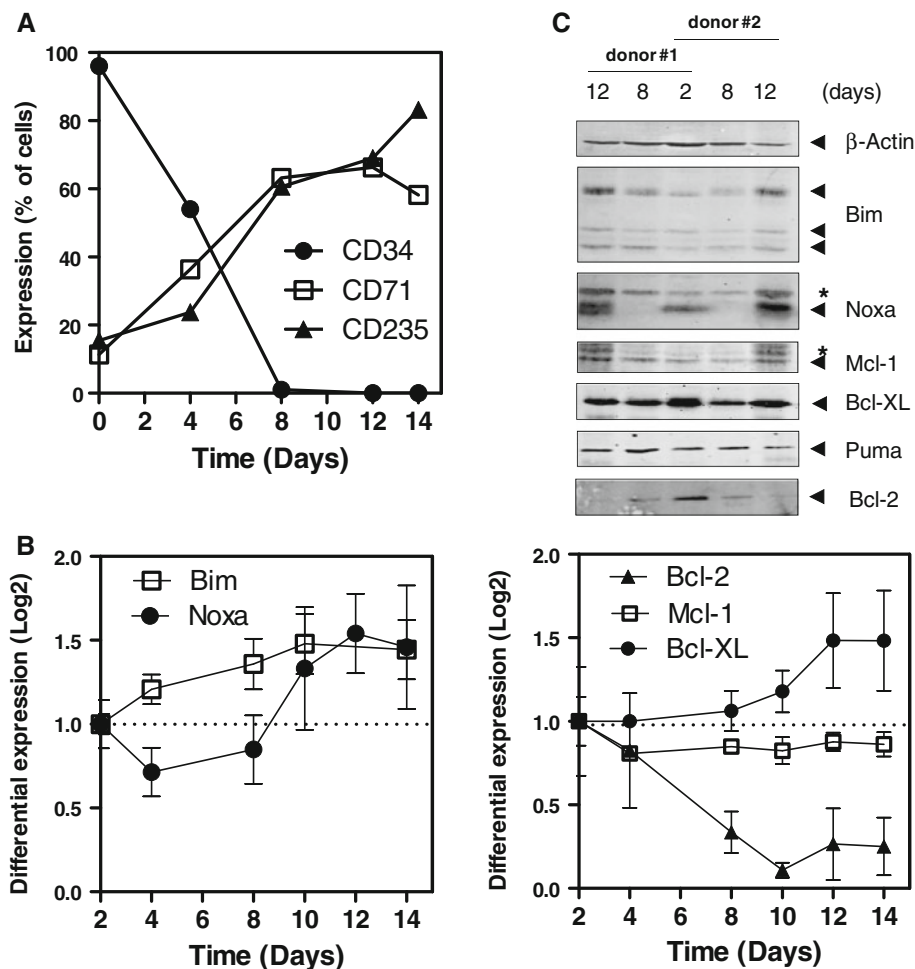 A
Expression (% of cells)
100
80
60
40
20
0
CD34
CD71
CD235
0 2 4 6 8 10 12 14
Time (Days)
C
donor#2
donor#1
12 8 2 8 12 (days)
β-Actin
Bim
*
Noxa
*
Mcl-1
Bcl-XL
Puma
Bcl-2
B
Differential expression (Log2)
2.0
1.5
1.0
0.5
0.0
Bim
Noxa
2 4 6 8 10 12 14
Time (Days)
Differential expression (Log2)
2.0
1.5
1.0
0.5
0.0
Bcl-2
Mcl-1
Bcl-XL
2 4 6 8 10 12 14
Time (Days)